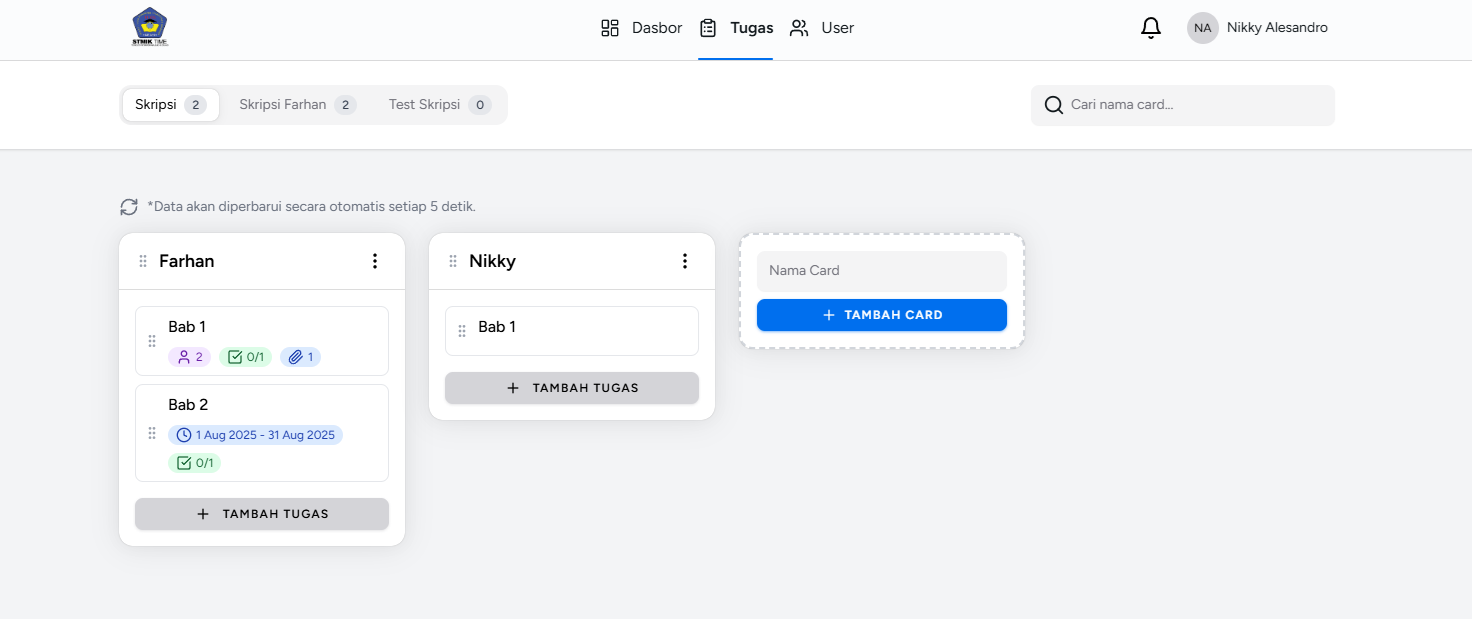 STMIK TIME
Dasbor
Tugas
User
NA
Nikky Alesandro
Skripsi 2
Skripsi Farhan 2
Test Skripsi 0
Cari nama card...
*Data akan diperbarui secara otomatis setiap 5 detik.
Farhan
Bab 1
2 0/1 1
Bab 2
1 Aug 2025 - 31 Aug 2025
0/1
+ TAMBAH TUGAS
Nikky
Bab 1
+ TAMBAH TUGAS
Nama Card
+ TAMBAH CARD